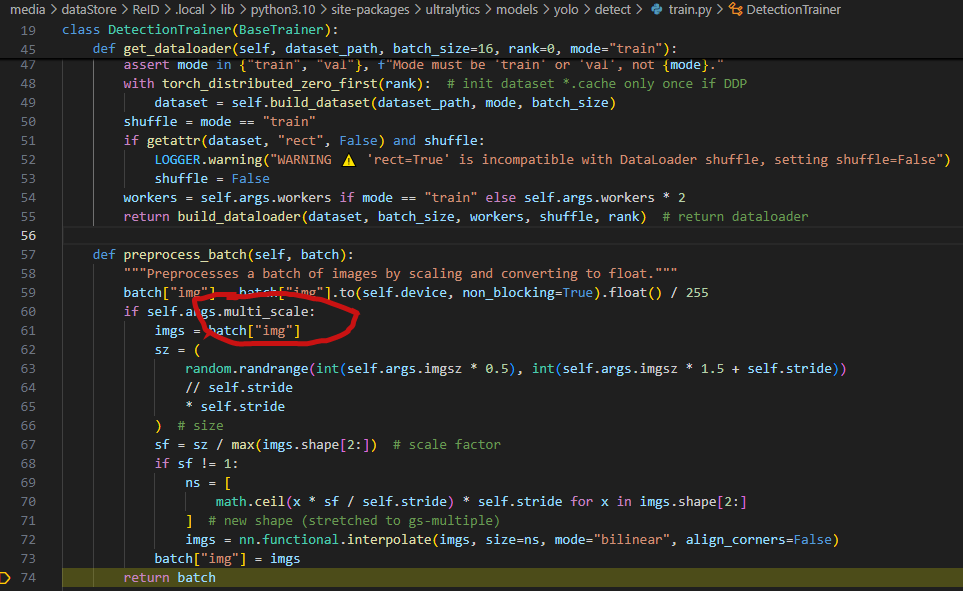 media > dataStore > ReID > .local > lib > python3.10 > site-packages > ultralytics > models > yolo > detect > train.py > DetectionTrainer
19 class DetectionTrainer(BaseTrainer):
45     def get_dataloader(self, dataset_path, batch_size=16, rank=0, mode="train"):
47         assert mode in {"train", "val"}, f"Mode must be 'train' or 'val', not {mode}."
48         with torch_distributed_zero_first(rank):  # init dataset *.cache only once if DDP
49             dataset = self.build_dataset(dataset_path, mode, batch_size)
50         shuffle = mode == "train"
51         if getattr(dataset, "rect", False) and shuffle:
52             LOGGER.warning("WARNING ⚠️ 'rect=True' is incompatible with DataLoader shuffle, setting shuffle=False")
53             shuffle = False
54         workers = self.args.workers if mode == "train" else self.args.workers * 2
55         return build_dataloader(dataset, batch_size, workers, shuffle, rank)  # return dataloader
56
57     def preprocess_batch(self, batch):
58         """Preprocesses a batch of images by scaling and converting to float."""
59         batch["img"] = batch["img"].to(self.device, non_blocking=True).float() / 255
60         if self.args.multi_scale:
61             imgs = batch["img"]
62             sz = (
63                 random.randrange(int(self.args.imgsz * 0.5), int(self.args.imgsz * 1.5 + self.stride))
64                 // self.stride
65                 * self.stride
66             )  # size
67             sf = sz / max(imgs.shape[2:])  # scale factor
68             if sf != 1:
69                 ns = [
70                     math.ceil(x * sf / self.stride) * self.stride for x in imgs.shape[2:]
71                 ]  # new shape (stretched to gs-multiple)
72                 imgs = nn.functional.interpolate(imgs, size=ns, mode="bilinear", align_corners=False)
73             batch["img"] = imgs
74         return batch